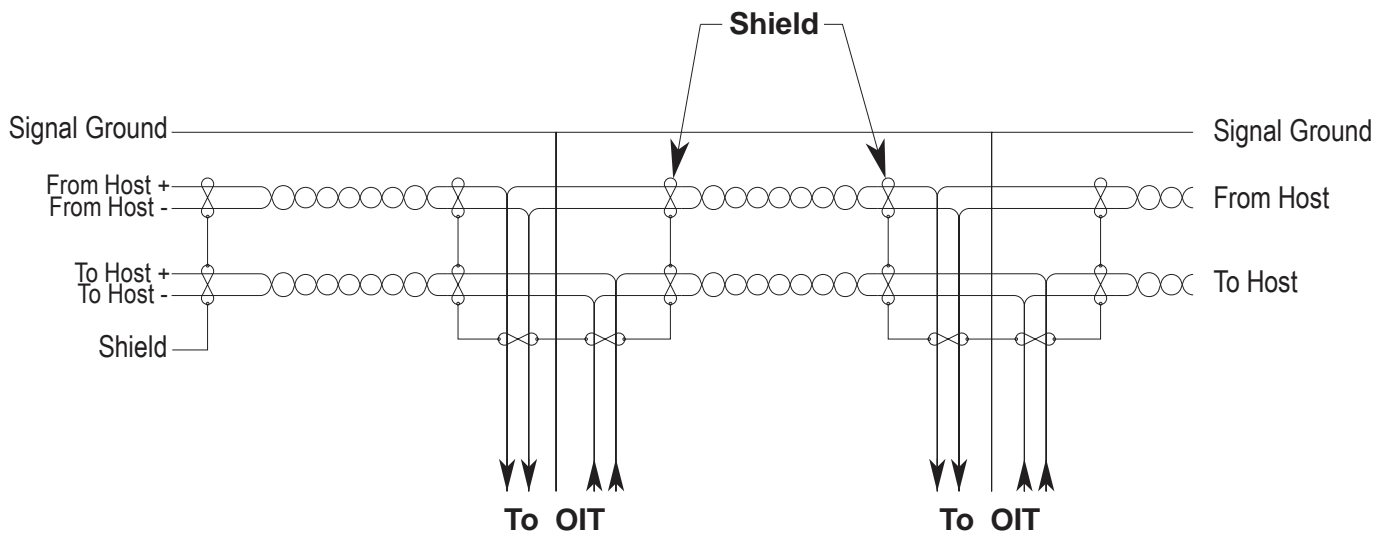 Shield
Signal Ground
Signal Ground
From Host +
From Host -
From Host
To Host +
To Host -
To Host
Shield
To OIT
To OIT